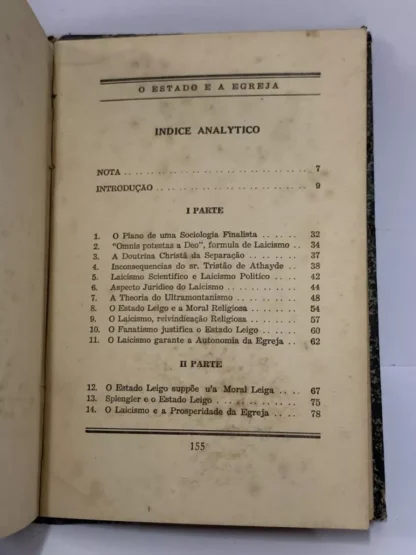 O ESTADO E A EGREJA
INDICE ANALYTICO
NOTA . . . . . . . . . . . . . . . . . . . . . . . . . . . . . . 7
INTRODUÇÃO . . . . . . . . . . . . . . . . . . . . . . . . . 9
I PARTE
1. O Plano de uma Sociologia Finalista . . . . . . 32
2. "Omnis potestas a Deo", formula de Laicismo . . 34
3. A Doutrina Christã da Separação . . . . . . . 37
4. Inconsequencias do sr. Tristão de Athayde . . 38
5. Laicismo Scientifico e Laicismo Politico . . . . 42
6. Aspecto Juridico do Laicismo . . . . . . . . . 44
7. A Theoria do Ultramontanismo . . . . . . . . 48
8. O Estado Leigo e a Moral Religiosa . . . . . . 54
9. O Laicismo, reivindicação Religiosa . . . . . . 57
10. O Fanatismo justifica o Estado Leigo . . . . . 60
11. O Laicismo garante a Autonomia da Egreja . . 62
II PARTE
12. O Estado Leigo suppõe u'a Moral Leiga . . . . 67
13. Splengler e o Estado Leigo . . . . . . . . . . . 75
14. O Laicismo e a Prosperidade da Egreja . . . . 78
155